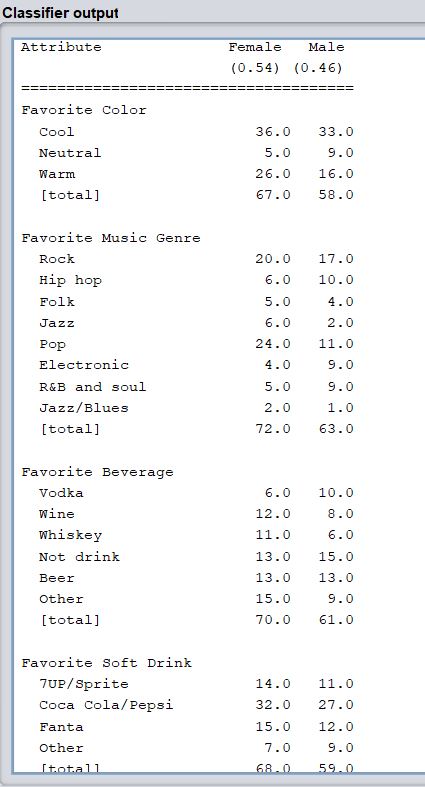 Classifier output
Attribute Female Male
(0.54) (0.46)
=====================================
Favorite Color
Cool 36.0 33.0
Neutral 5.0 9.0
Warm 26.0 16.0
[total] 67.0 58.0
Favorite Music Genre
Rock 20.0 17.0
Hip hop 6.0 10.0
Folk 5.0 4.0
Jazz 6.0 2.0
Pop 24.0 11.0
Electronic 4.0 9.0
R&B and soul 5.0 9.0
Jazz/Blues 2.0 1.0
[total] 72.0 63.0
Favorite Beverage
Vodka 6.0 10.0
Wine 12.0 8.0
Whiskey 11.0 6.0
Not drink 13.0 15.0
Beer 13.0 13.0
Other 15.0 9.0
[total] 70.0 61.0
Favorite Soft Drink
7UP/Sprite 14.0 11.0
Coca Cola/Pepsi 32.0 27.0
Fanta 15.0 12.0
Other 7.0 9.0
[total] 68.0 59.0